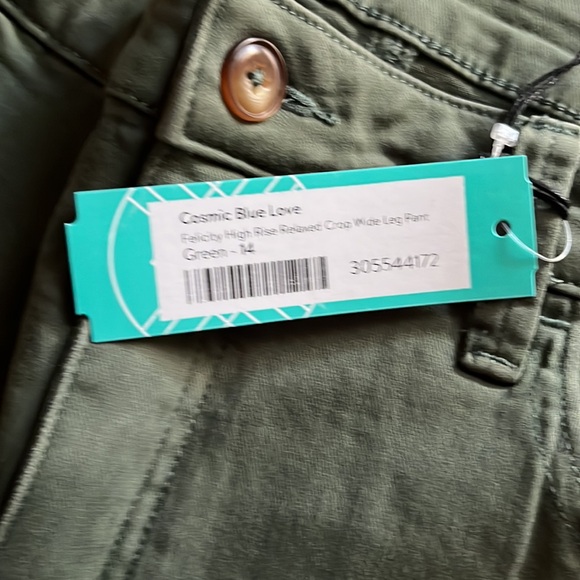 Cosmic Blue Love
Felicity High Rise Relaxed Crop Wide Leg Pant
Green - 14
305544172